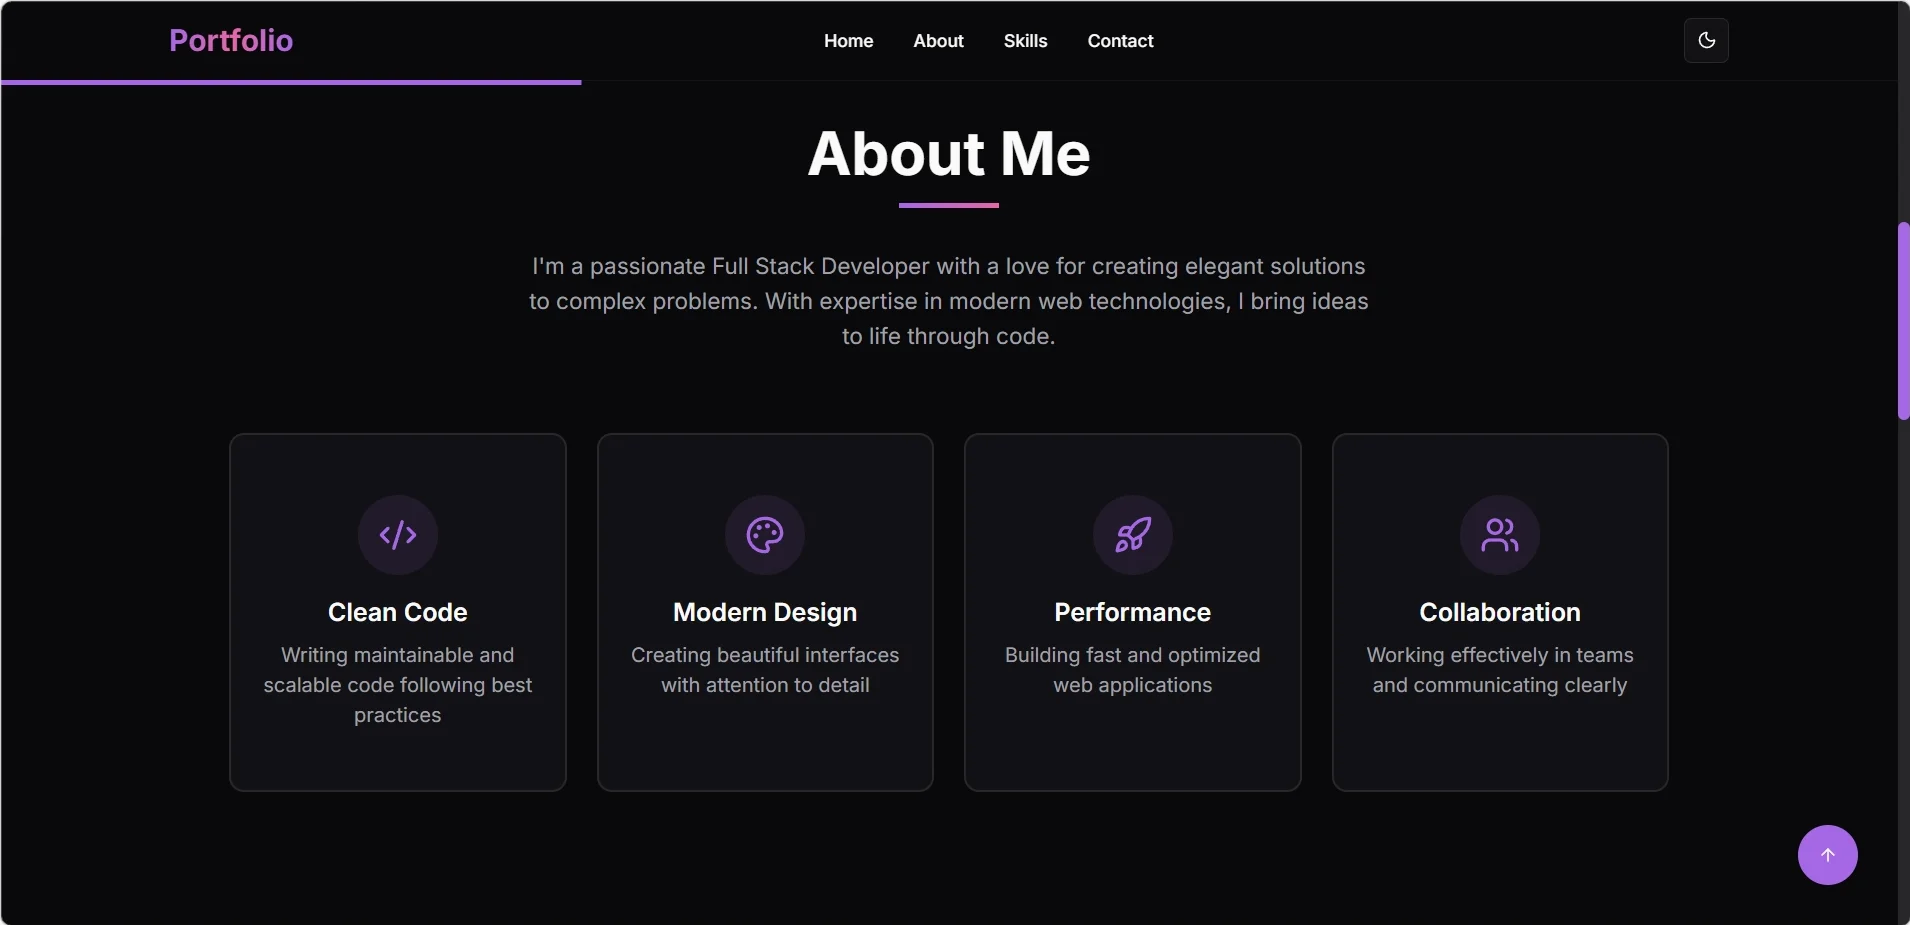 Portfolio
Home
About
Skills
Contact
About Me
I'm a passionate Full Stack Developer with a love for creating elegant solutions
to complex problems. With expertise in modern web technologies, I bring ideas
to life through code.
Clean Code
Writing maintainable and
scalable code following best
practices
Modern Design
Creating beautiful interfaces
with attention to detail
Performance
Building fast and optimized
web applications
Collaboration
Working effectively in teams
and communicating clearly